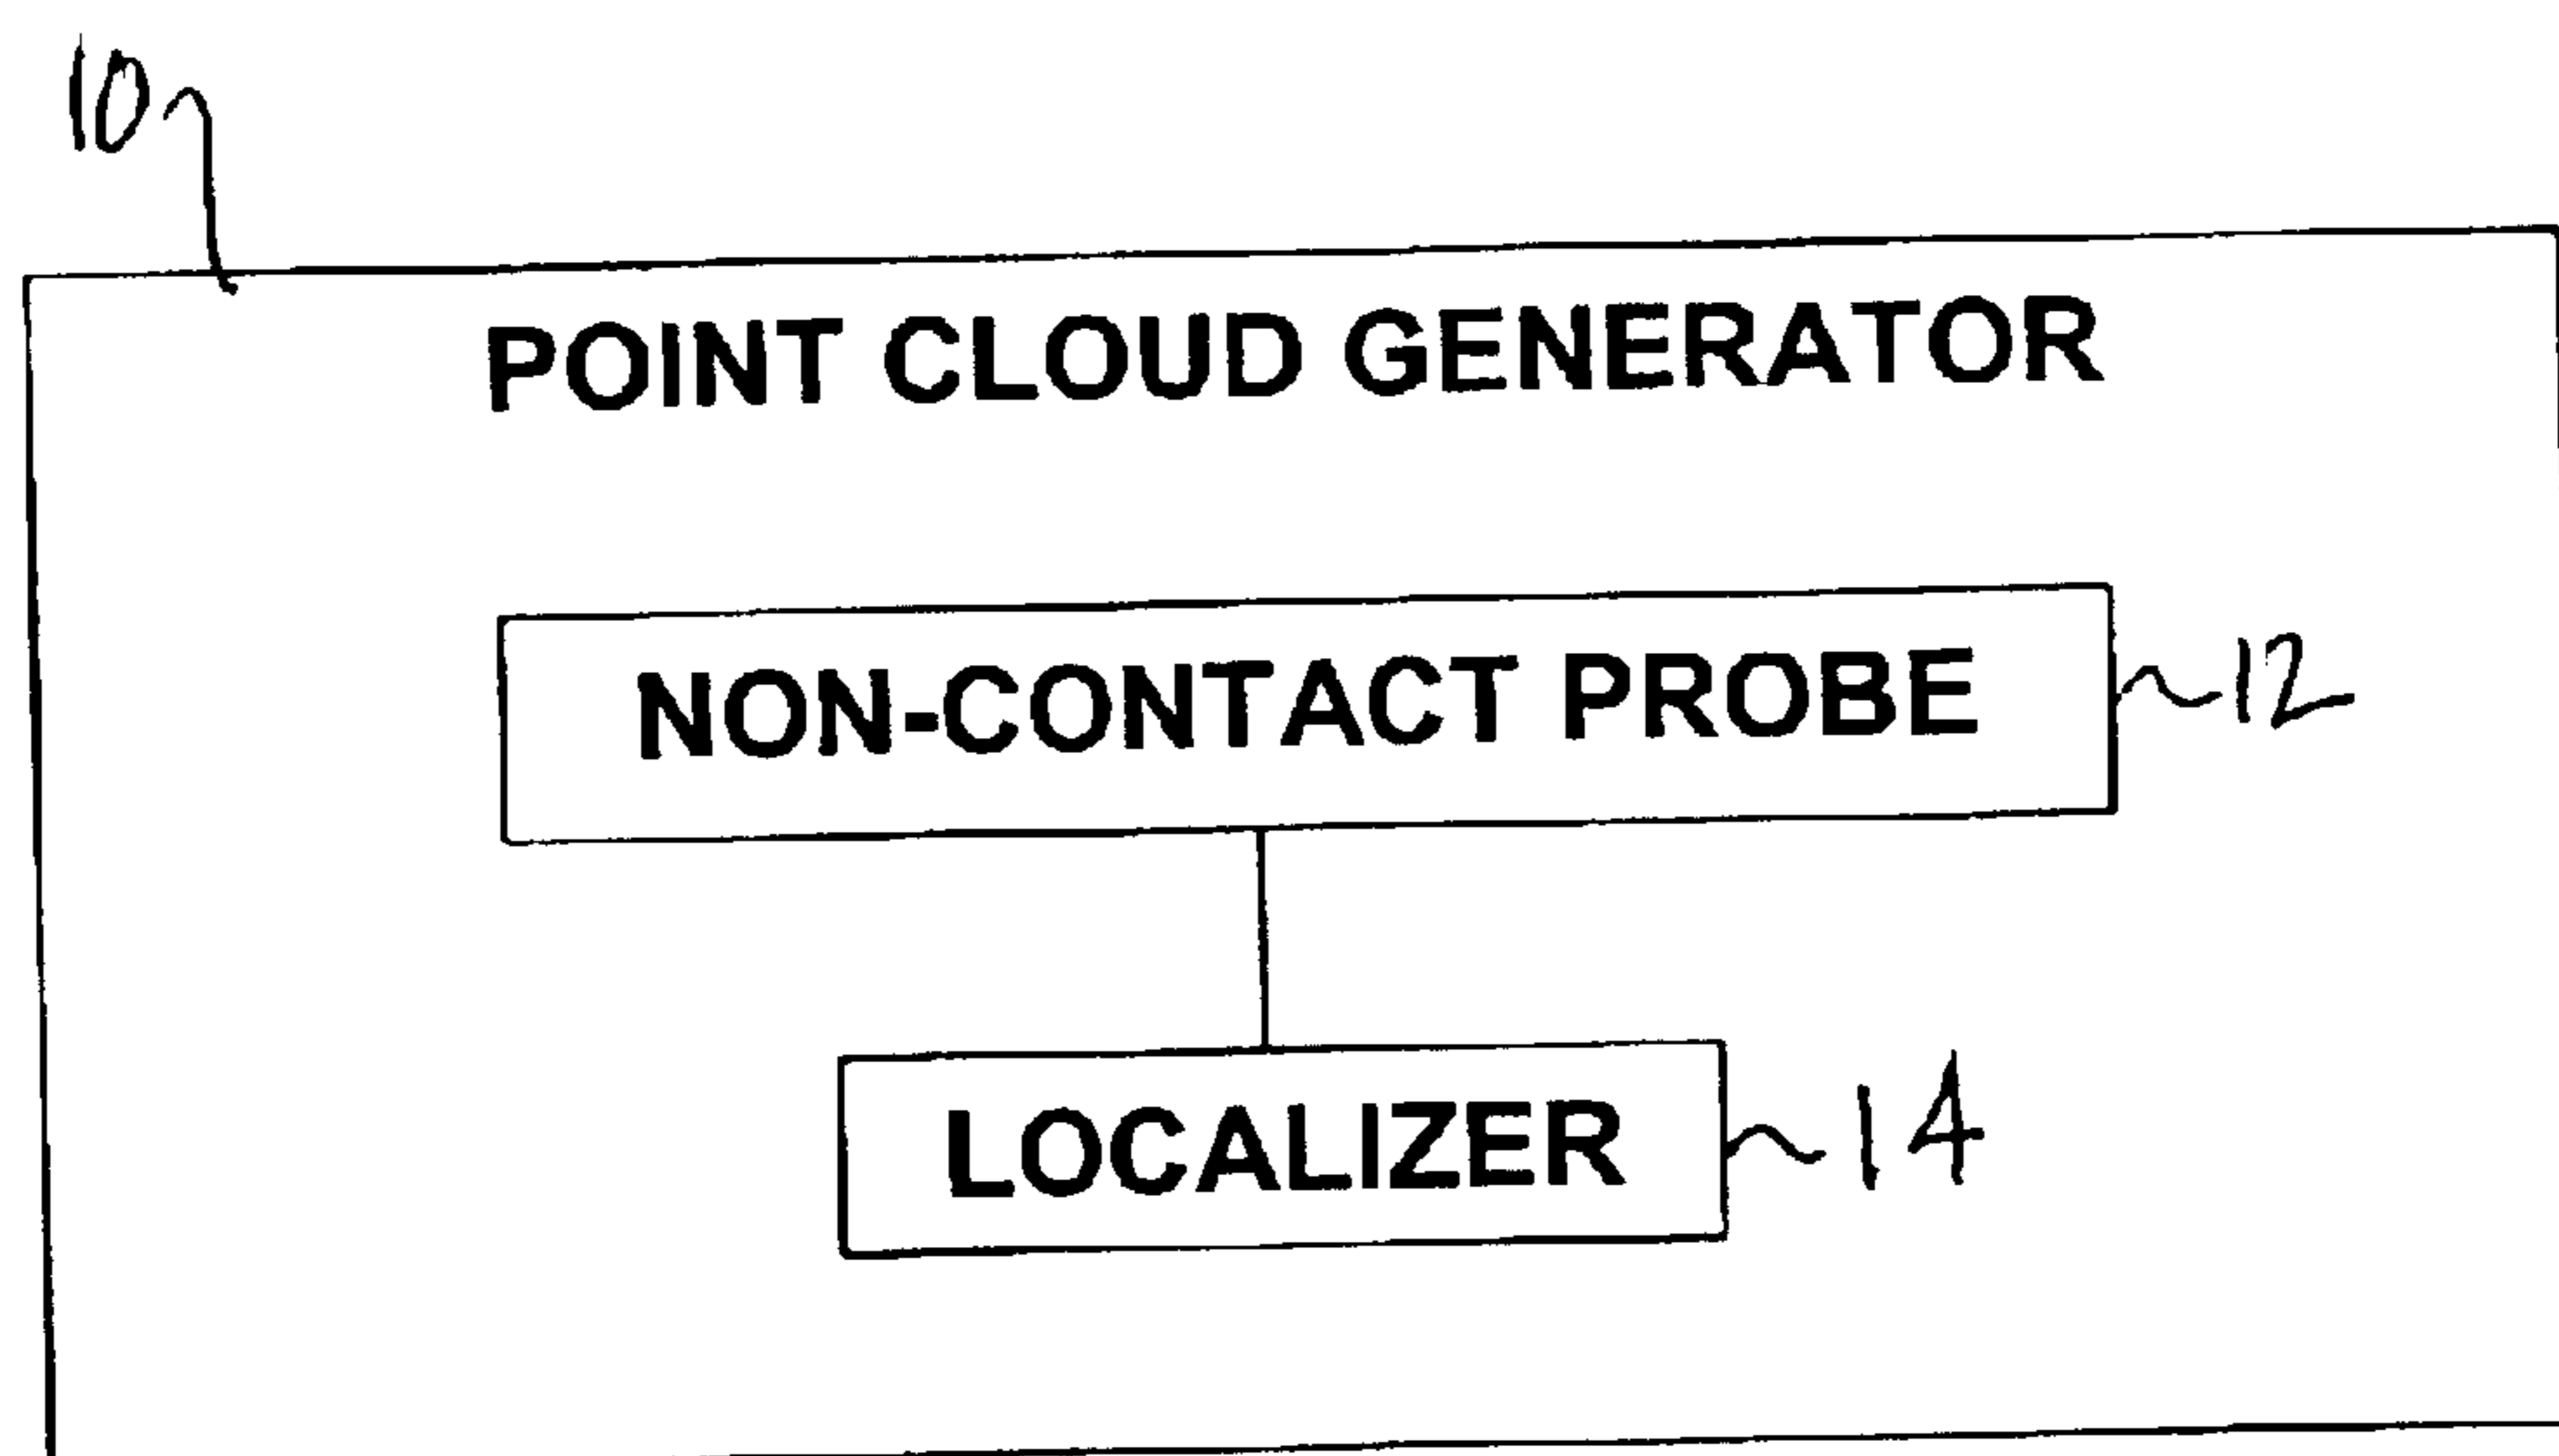 10
POINT CLOUD GENERATOR
NON-CONTACT PROBE 12
LOCALIZER 14